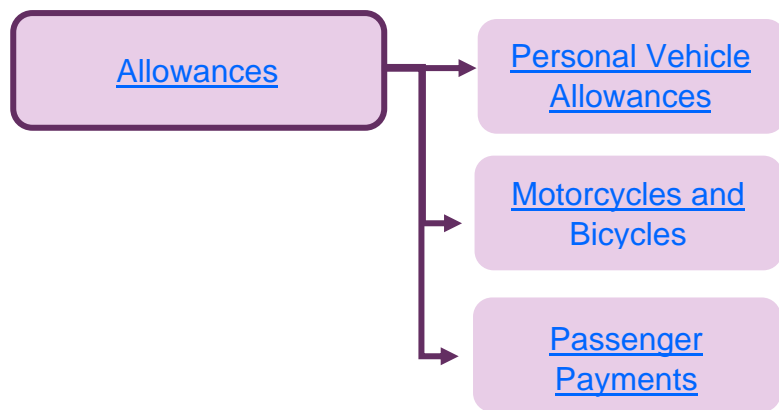 Allowances
Personal Vehicle
Allowances
Motorcycles and
Bicycles
Passenger
Payments